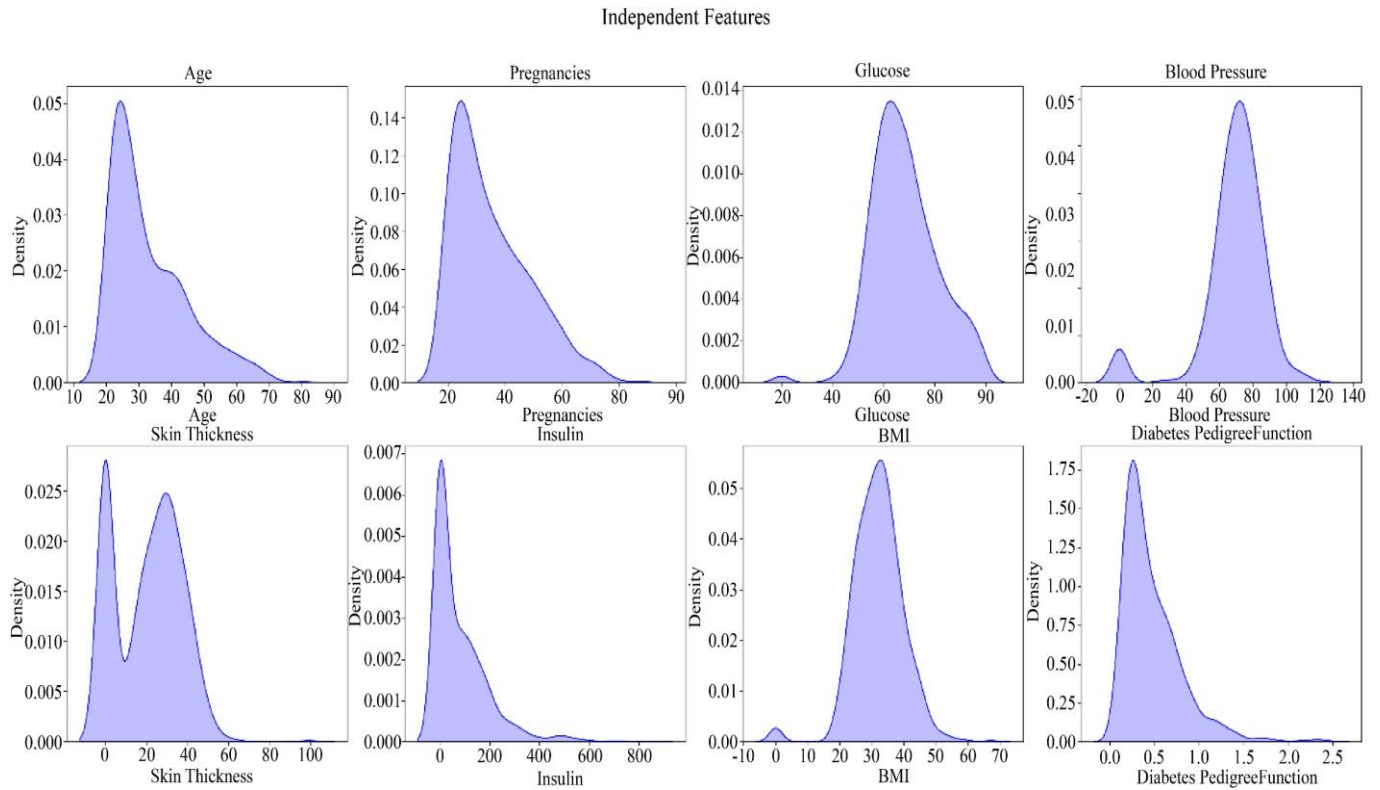 Independent Features
Age
Pregnancies
Glucose
Blood Pressure
0.05
0.04
0.03
0.02
0.01
0.00
Density
10 20 30 40 50 60 70 80 90
Age
0.14
0.12
0.10
0.08
0.06
0.04
0.02
0.00
Density
20 40 60 80 90
Pregnancies
0.014
0.012
0.010
0.008
0.006
0.004
0.002
0.000
Density
20 40 60 80 90
Glucose
0.05
0.04
0.03
0.02
0.01
0.00
Density
-20 0 20 40 60 80 100 120 140
Blood Pressure
Skin Thickness
Insulin
BMI
Diabetes PedigreeFunction
0.025
0.020
0.015
0.010
0.005
0.000
Density
0 20 40 60 80 100
Skin Thickness
0.007
0.006
0.005
0.004
0.003
0.002
0.001
0.000
Density
0 200 400 600 800
Insulin
0.05
0.04
0.03
0.02
0.01
0.00
Density
-10 0 10 20 30 40 50 60 70
BMI
1.75
1.50
1.25
1.00
0.75
0.50
0.25
0.00
Density
0.0 0.5 1.0 1.5 2.0 2.5
Diabetes PedigreeFunction